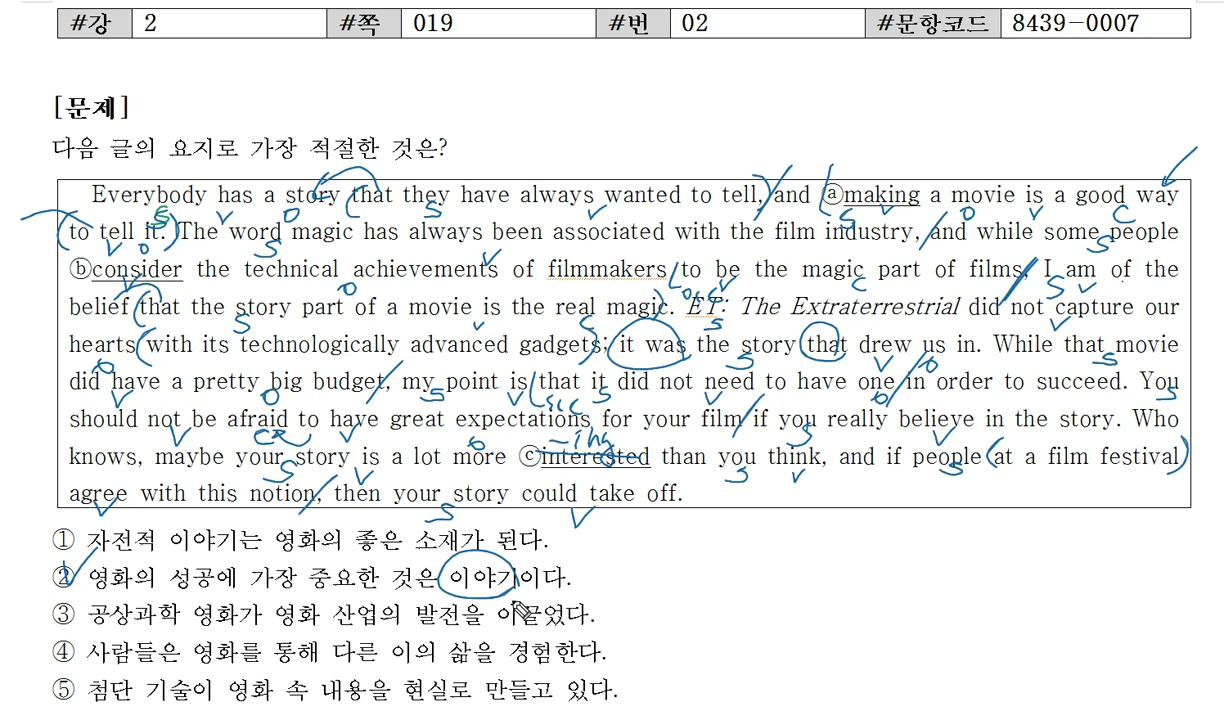 #강 2 #쪽 019 #번 02 #문항코드 8439-0007
[문제]
다음 글의 요지로 가장 적절한 것은?
Everybody has a story that they have always wanted to tell, and ⓐmaking a movie is a good way
to tell it. The word magic has always been associated with the film industry, and while some people
ⓑconsider the technical achievements of filmmakers to be the magic part of films, I am of the
belief that the story part of a movie is the real magic. ET: The Extraterrestrial did not capture our
hearts with its technologically advanced gadgets; it was the story that drew us in. While that movie
did have a pretty big budget, my point is that it did not need to have one in order to succeed. You
should not be afraid to have great expectations for your film if you really believe in the story. Who
-ing
knows, maybe your story is a lot more ⓒinterested than you think, and if people at a film festival
agree with this notion, then your story could take off.
① 자전적 이야기는 영화의 좋은 소재가 된다.
② 영화의 성공에 가장 중요한 것은 이야기이다.
③ 공상과학 영화가 영화 산업의 발전을 이끌었다.
④ 사람들은 영화를 통해 다른 이의 삶을 경험한다.
⑤ 첨단 기술이 영화 속 내용을 현실로 만들고 있다.